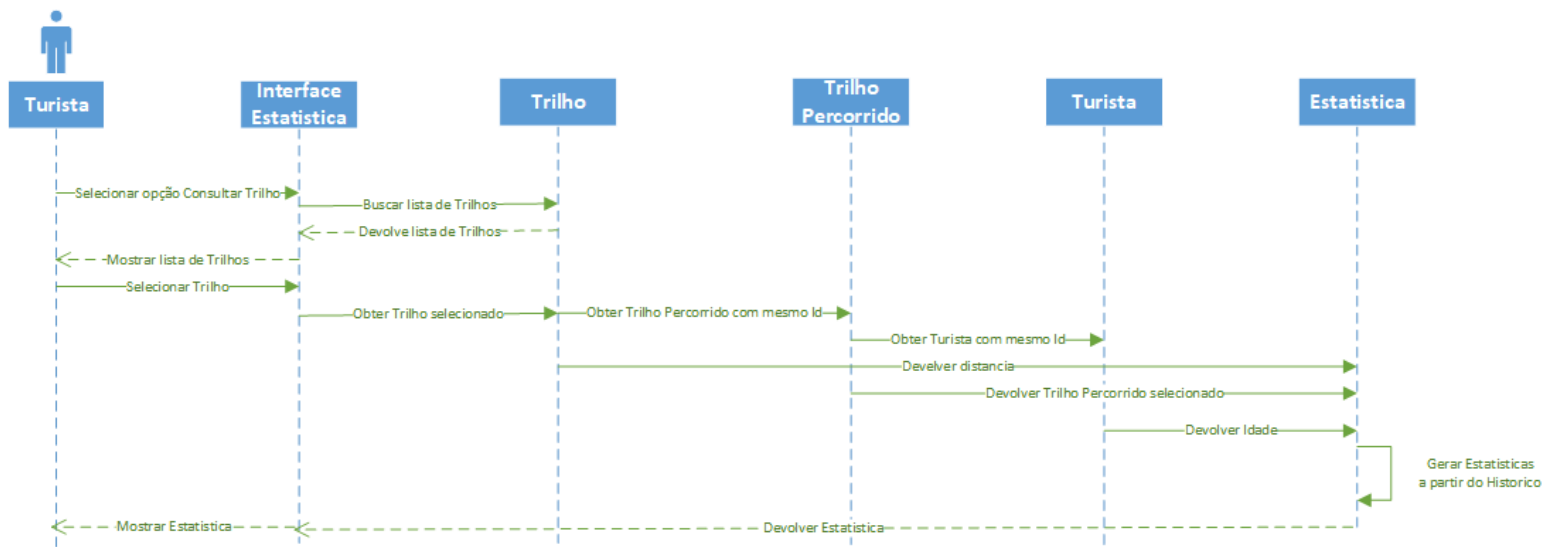 Turista
Interface
Estatistica
Trilho
Trilho
Percorrido
Turista
Estatistica
Selecionar opção Consultar Trilho
Buscar lista de Trilhos
Devolve lista de Trilhos
Mostrar lista de Trilhos
Selecionar Trilho
Obter Trilho selecionado
Obter Trilho Percorrido com mesmo Id
Obter Turista com mesmo Id
Develver distancia
Devolver Trilho Percorrido selecionado
Devolver Idade
Gerar Estatisticas
a partir do Historico
Mostrar Estatistica
Devolver Estatistica